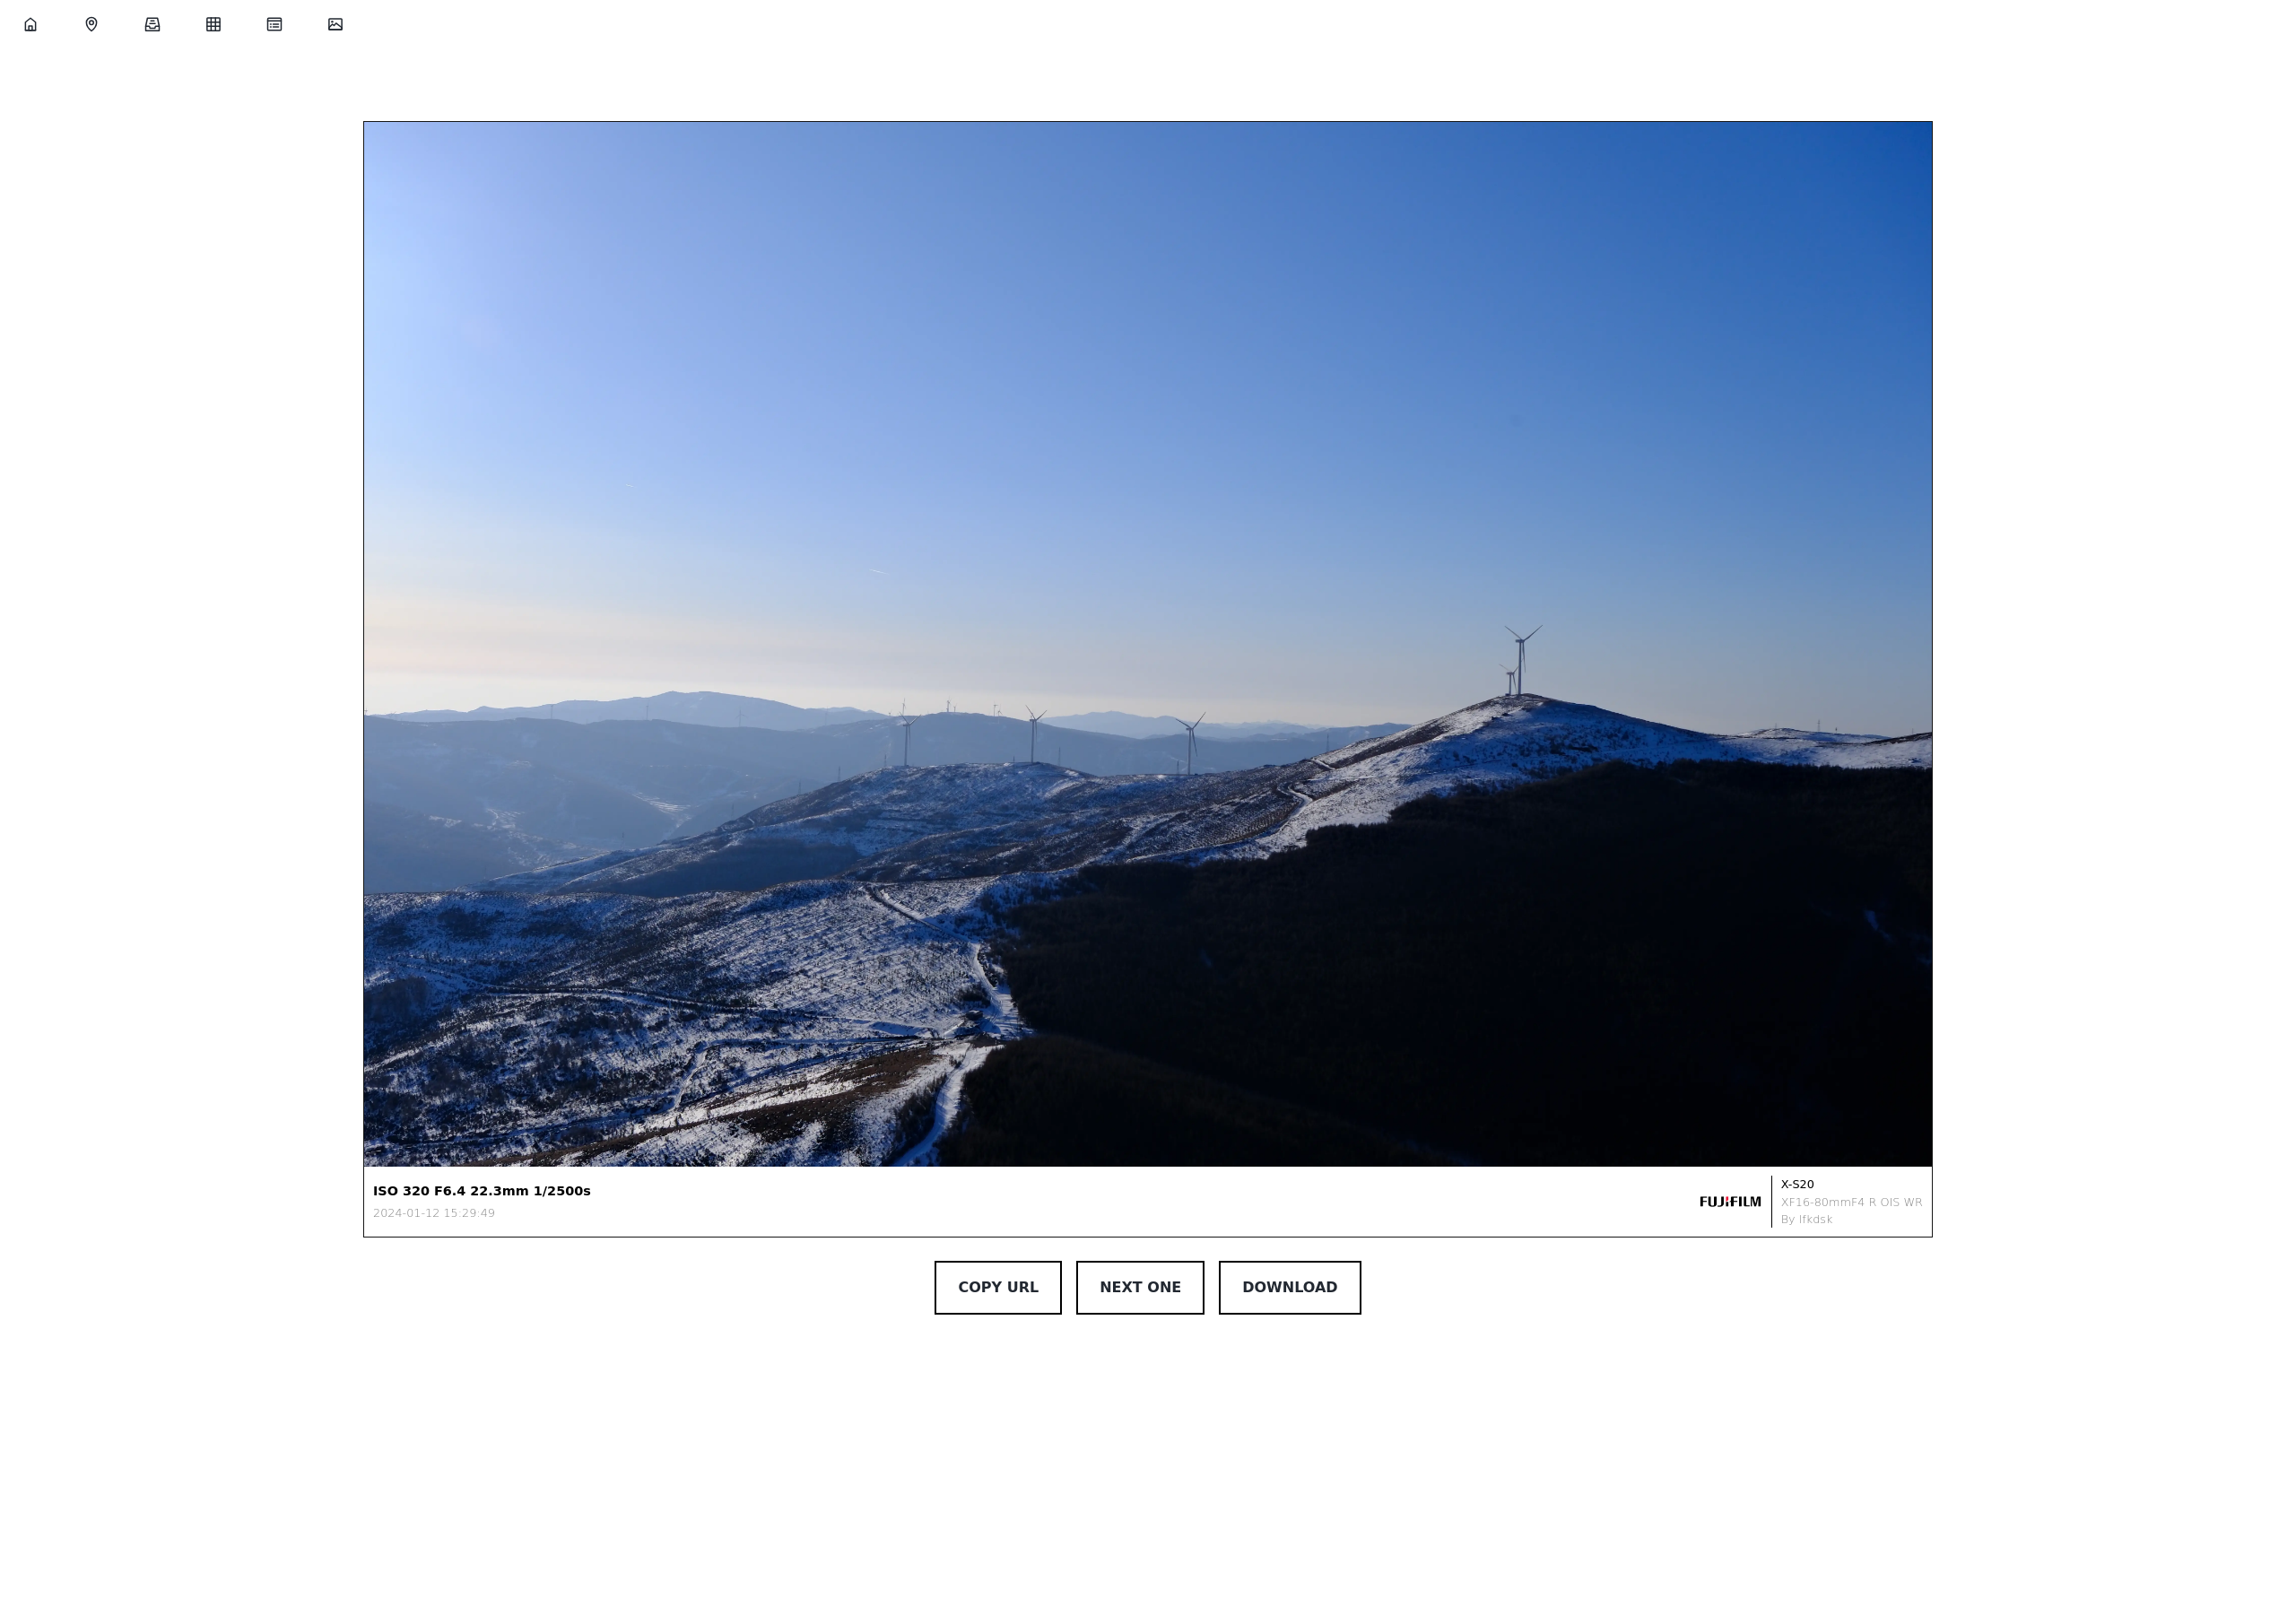 ISO 320 F6.4 22.3mm 1/2500s
2024-01-12 15:29:49
FUJIFILM
X-S20
XF16-80mmF4 R OIS WR
By lfkdsk
COPY URL
NEXT ONE
DOWNLOAD